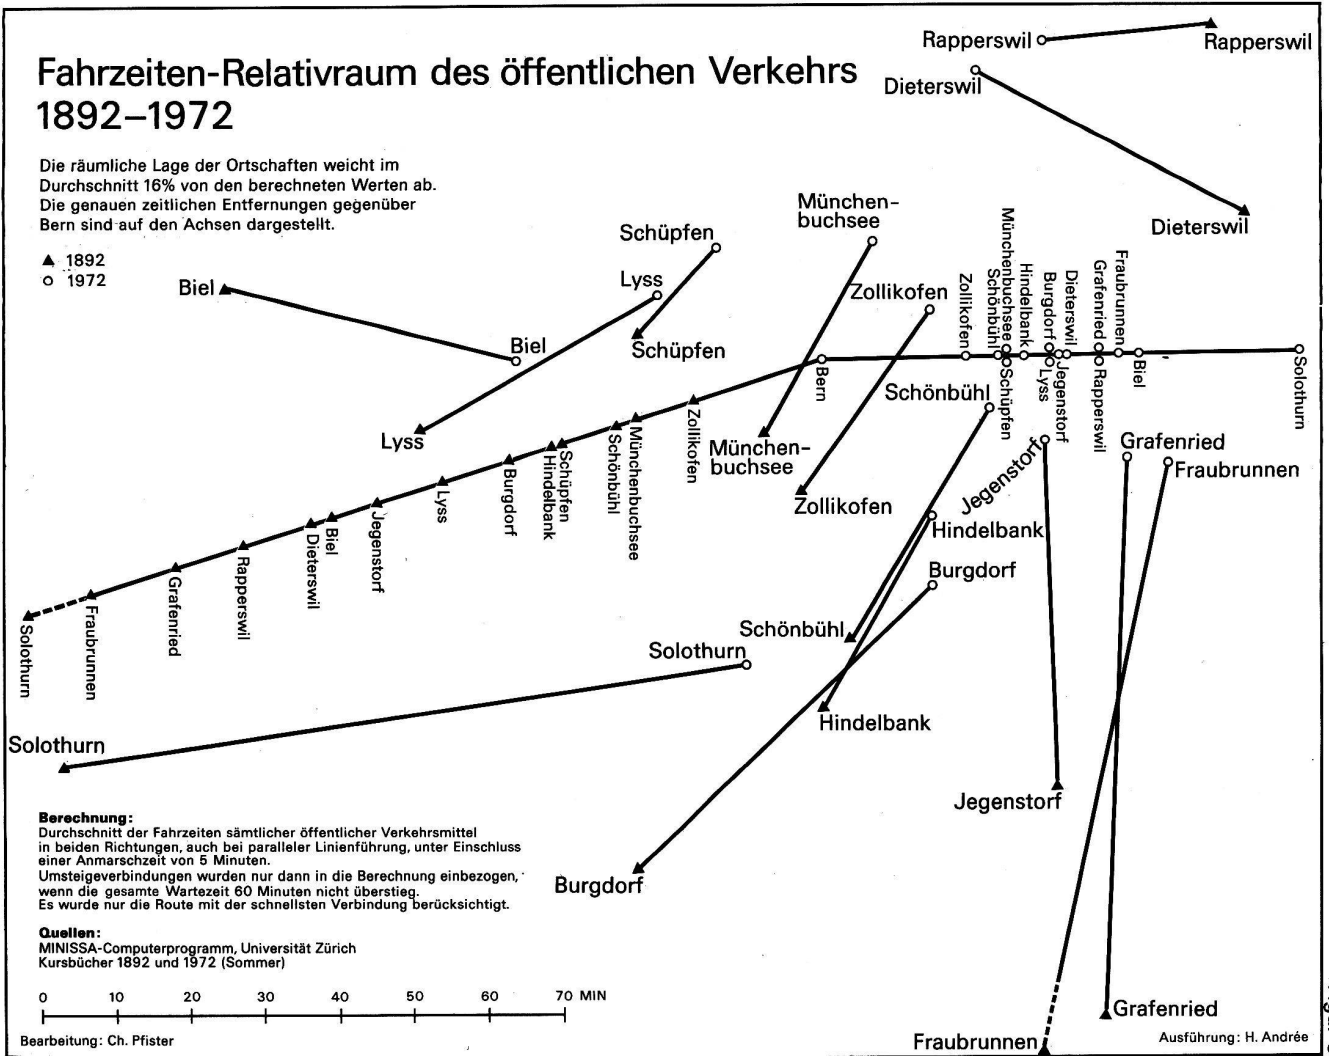 Fahrzeiten-Relativraum des öffentlichen Verkehrs
1892–1972
Die räumliche Lage der Ortschaften weicht im
Durchschnitt 16% von den berechneten Werten ab.
Die genauen zeitlichen Entfernungen gegenüber
Bern sind auf den Achsen dargestellt.
1892
1972
Rapperswil
Rapperswil
Dieterswil
Dieterswil
München-
buchsee
Schüpfen
Lyss
Biel
Zollikofen
Biel
Schüpfen
Lyss
Schönbühl
München-
buchsee
Zollikofen
Jegenstorf
Grafenried
Fraubrunnen
Hindelbank
Burgdorf
Schönbühl
Solothurn
Hindelbank
Solothurn
Jegenstorf
Burgdorf
Grafenried
Fraubrunnen
Solothurn
Fraubrunnen
Grafenried
Rapperswil
Dieterswil
Biel
Jegenstorf
Lyss
Burgdorf
Hindelbank
Schüpfen
Schönbühl
Münchenbuchsee
Zollikofen
Bern
Zollikofen
Schönbühl
Münchenbuchsee
Schüpfen
Hindelbank
Burgdorf
Lyss
Jegenstorf
Dieterswil
Grafenried
Rapperswil
Fraubrunnen
Biel
Solothurn
Berechnung:
Durchschnitt der Fahrzeiten sämtlicher öffentlicher Verkehrsmittel
in beiden Richtungen, auch bei paralleler Linienführung, unter Einschluss
einer Anmarschzeit von 5 Minuten.
Umsteigeverbindungen wurden nur dann in die Berechnung einbezogen,
wenn die gesamte Wartezeit 60 Minuten nicht überstieg.
Es wurde nur die Route mit der schnellsten Verbindung berücksichtigt.
Quellen:
MINISSA-Computerprogramm, Universität Zürich
Kursbücher 1892 und 1972 (Sommer)
0 10 20 30 40 50 60 70 MIN
Bearbeitung: Ch. Pfister
Ausführung: H. Andrée